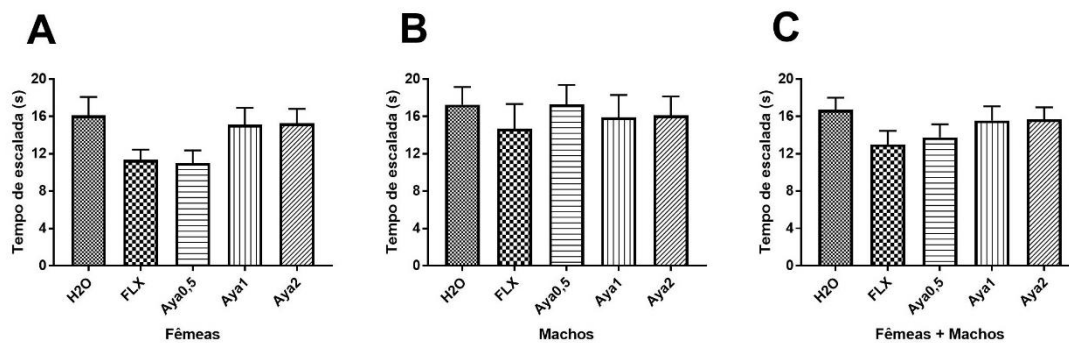 A
Tempo de escalada (s)
20
16
12
8
4
0
H2O
FLX
Aya0,5
Aya1
Aya2
Fêmeas
B
Tempo de escalada (s)
20
16
12
8
4
0
H2O
FLX
Aya0,5
Aya1
Aya2
Machos
C
Tempo de escalada (s)
20
16
12
8
4
0
H2O
FLX
Aya0,5
Aya1
Aya2
Fêmeas + Machos